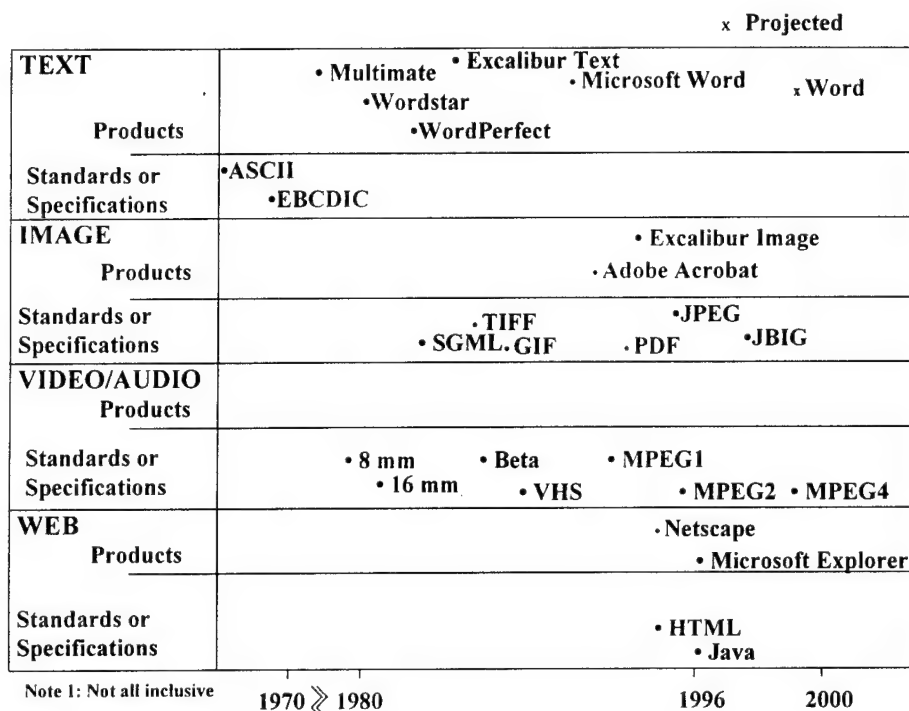 x Projected
TEXT
• Multimate
• Excalibur Text
• Microsoft Word
x Word
•Wordstar
Products
•WordPerfect
Standards or
Specifications
•ASCII
•EBCDIC
IMAGE
• Excalibur Image
Products
• Adobe Acrobat
Standards or
Specifications
• TIFF
• SGML
• GIF
•JPEG
• PDF
•JBIG
VIDEO/AUDIO
Products
Standards or
Specifications
• 8 mm
• Beta
• MPEG1
• 16 mm
• VHS
• MPEG2
• MPEG4
WEB
• Netscape
Products
• Microsoft Explorer
Standards or
Specifications
• HTML
• Java
Note 1: Not all inclusive
1970 ≫ 1980
1996
2000